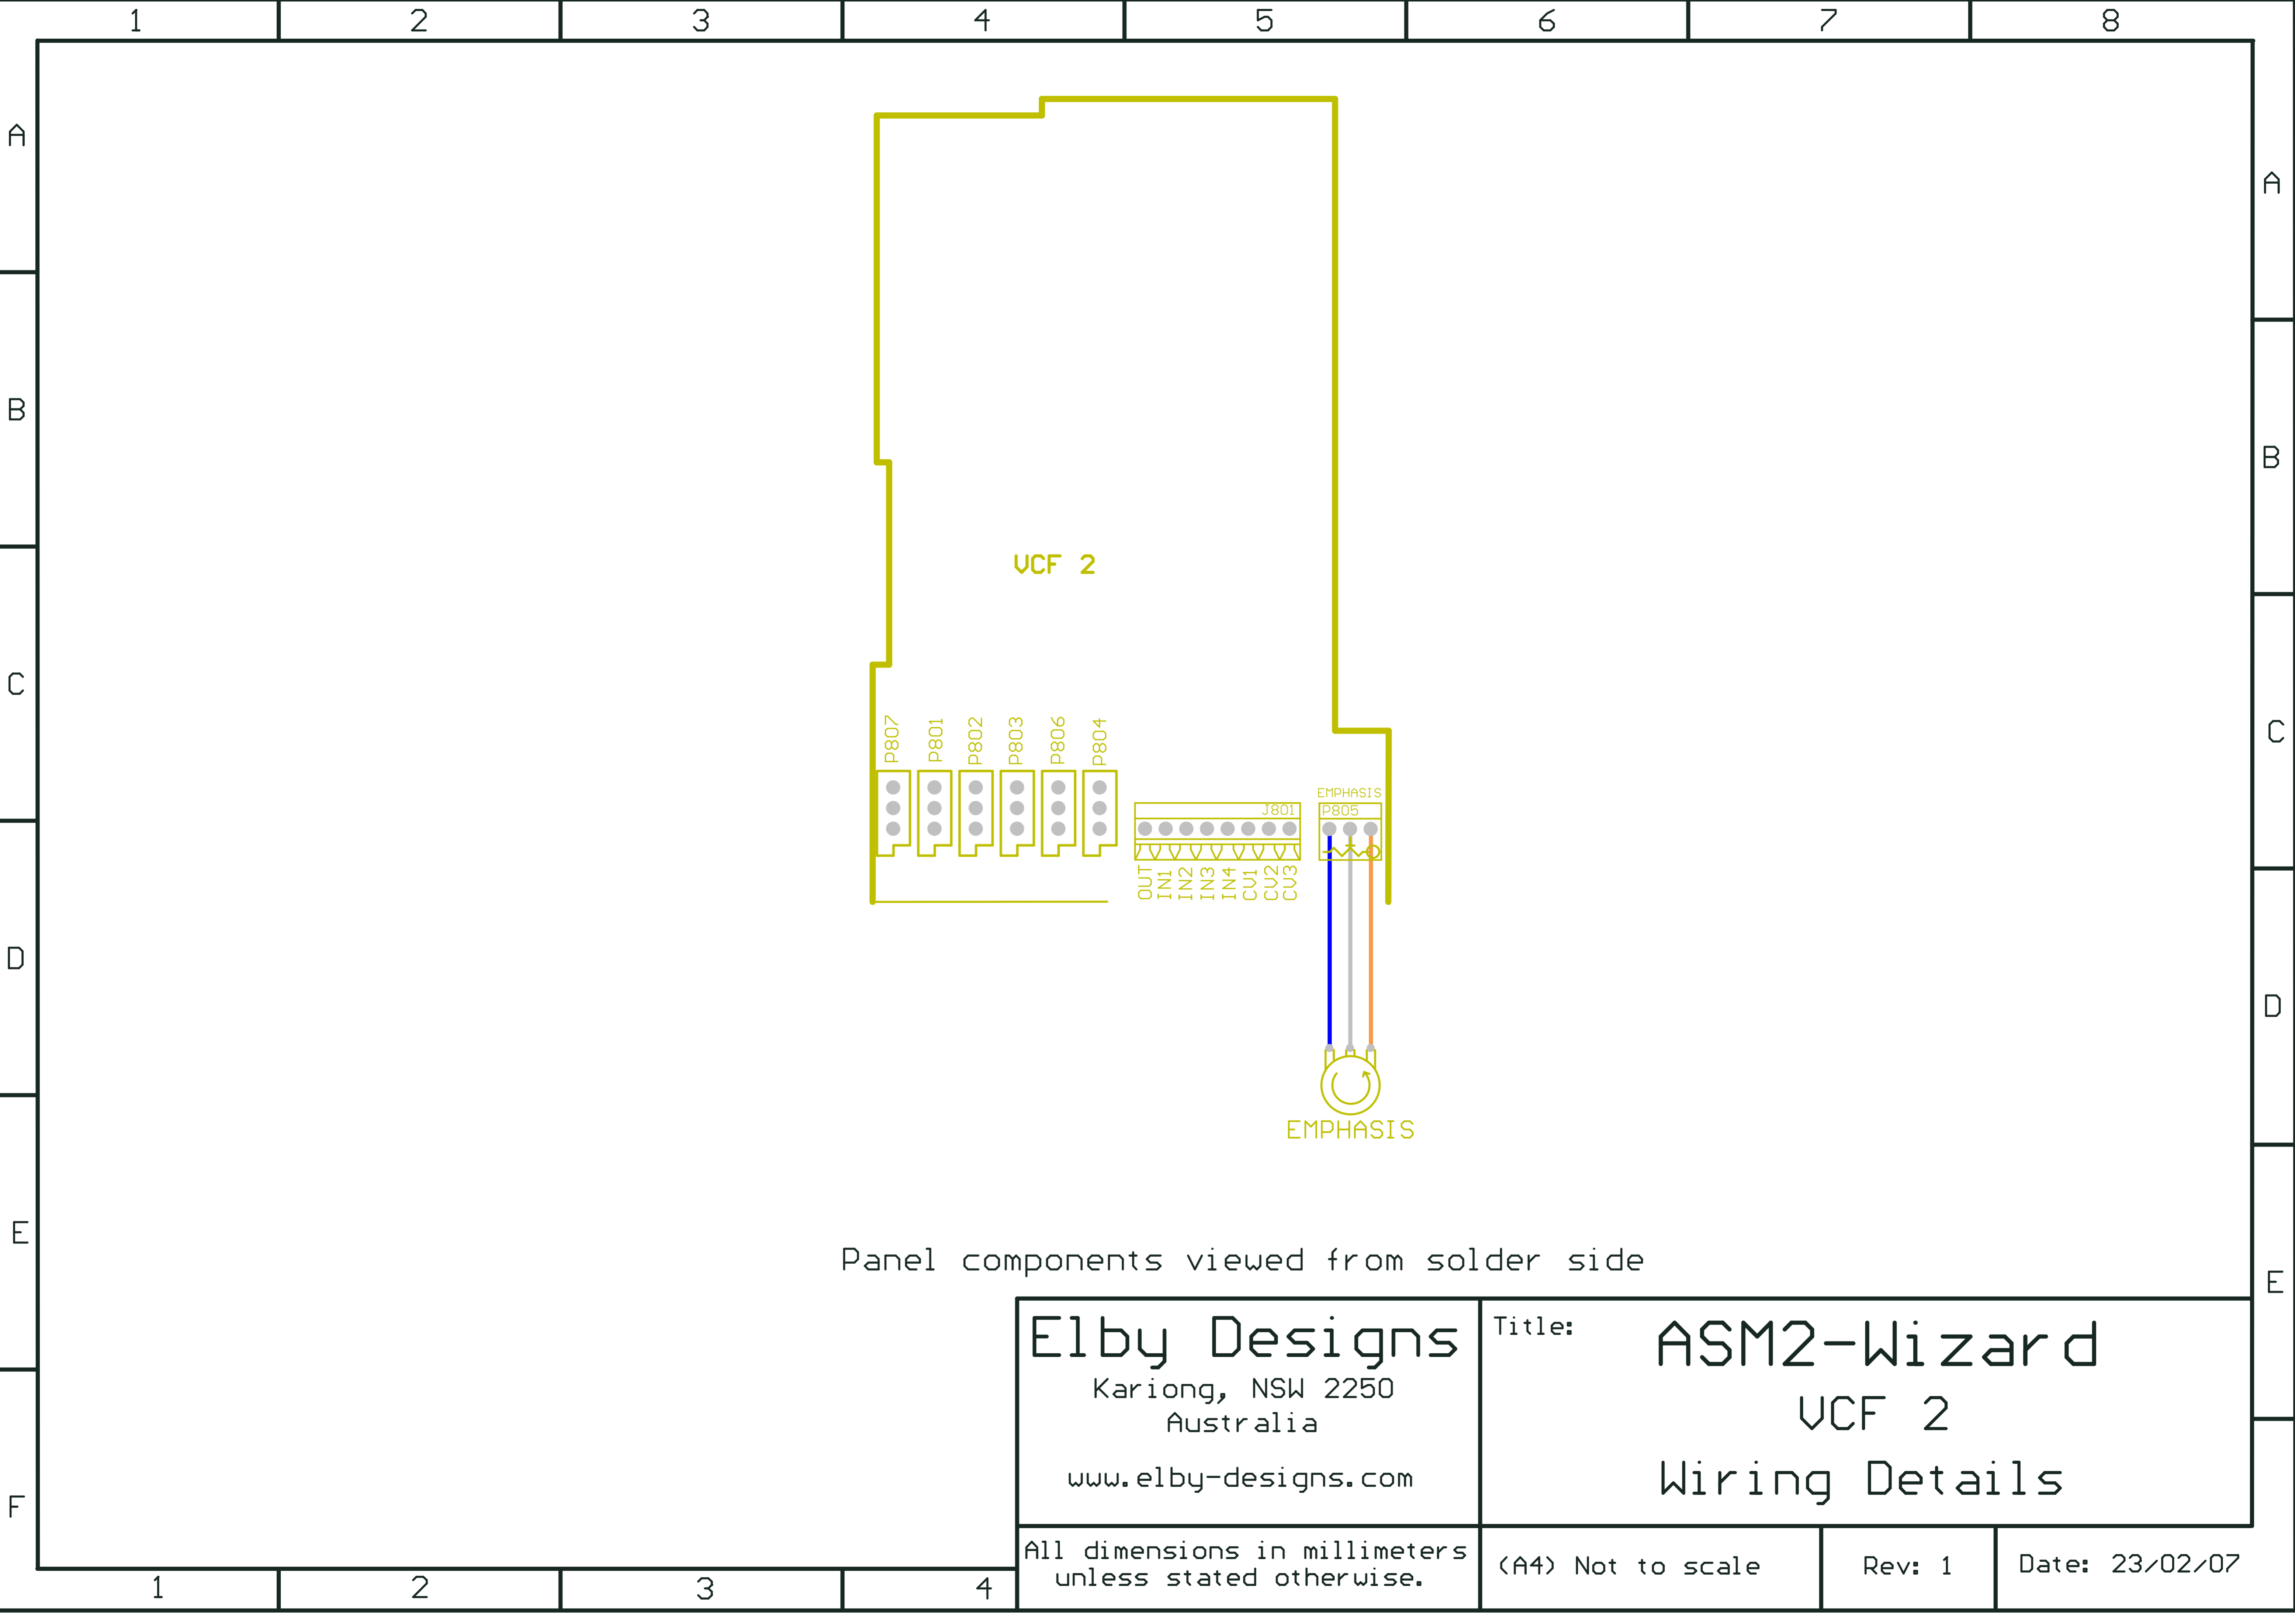 1 2 3 4 5 6 7 8
A A
B B
VCF 2
C C
P807 P801 P802 P803 P806 P804
EMPHASIS
J801 P805
OUT IN1 IN2 IN3 IN4 CV1 CV2 CV3
D D
EMPHASIS
E E
Panel components viewed from solder side
Elby Designs
Kariong, NSW 2250
Australia
www.elby-designs.com
Title: ASM2-Wizard
VCF 2
Wiring Details
F
All dimensions in millimeters
unless stated otherwise.
(A4) Not to scale Rev: 1 Date: 23/02/07
1 2 3 4